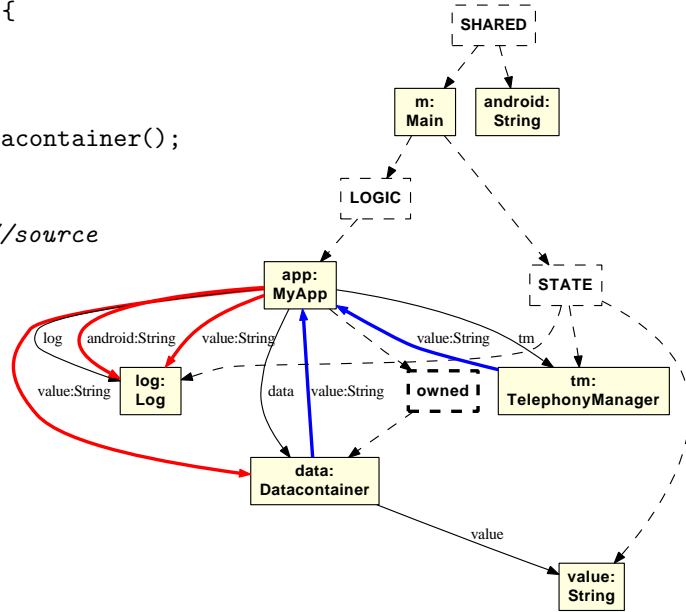 {
SHARED
m:
Main
android:
String
acontainer();
LOGIC
//source
app:
MyApp
STATE
log
android:String
value:String
value:String
tm
log:
Log
value:String
data
value:String
owned
tm:
TelephonyManager
data:
Datacontainer
value
value:
String